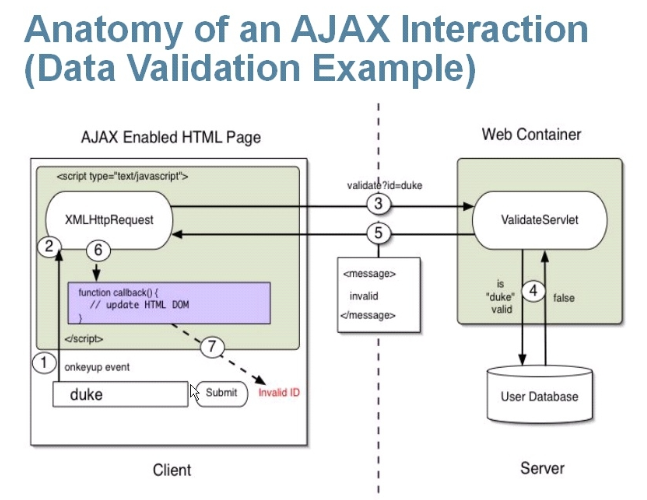 Anatomy of an AJAX Interaction
(Data Validation Example)
AJAX Enabled HTML Page
Web Container
<script type="text/javascript">
validate?id=duke
XMLHttpRequest
3
ValidateServlet
2
6
5
function callback() {
// update HTML DOM
}
<message>
invalid
</message>
is
"duke"
valid
4
false
</script>
7
1
onkeyup event
duke
Submit
Invalid ID
User Database
Client
Server